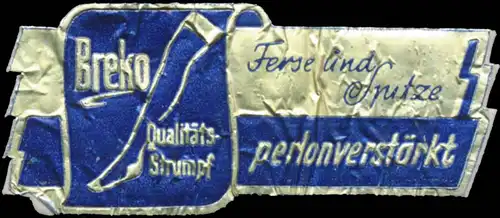 Breko
Qualitäts-
Strumpf
Ferse und
Spitze
perlonverstärkt